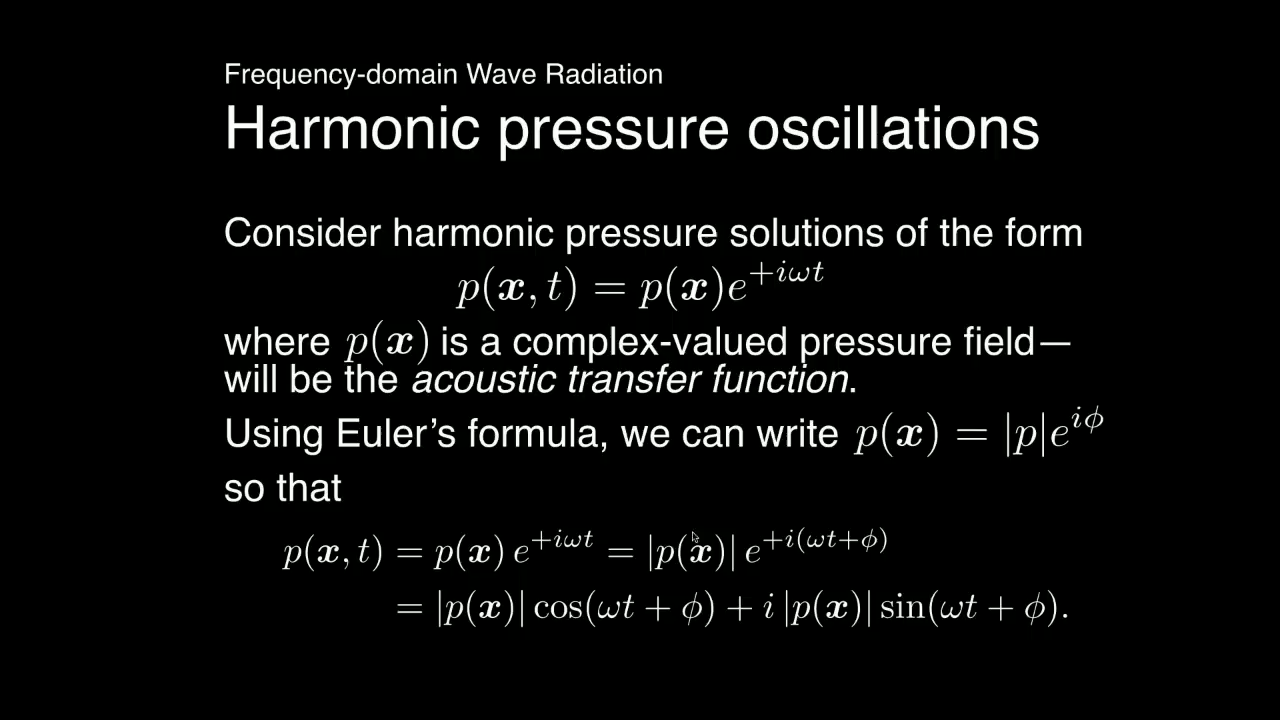 Frequency-domain Wave Radiation
Harmonic pressure oscillations
Consider harmonic pressure solutions of the form
p(𝒙, t) = p(𝒙)e^{+iωt}
where p(𝒙) is a complex-valued pressure field—
will be the acoustic transfer function.
Using Euler’s formula, we can write p(𝒙) = |p|e^{iϕ}
so that
p(𝒙, t) = p(𝒙) e^{+iωt} = |p(𝒙)| e^{+i(ωt+ϕ)}
= |p(𝒙)| cos(ωt + ϕ) + i |p(𝒙)| sin(ωt + ϕ).